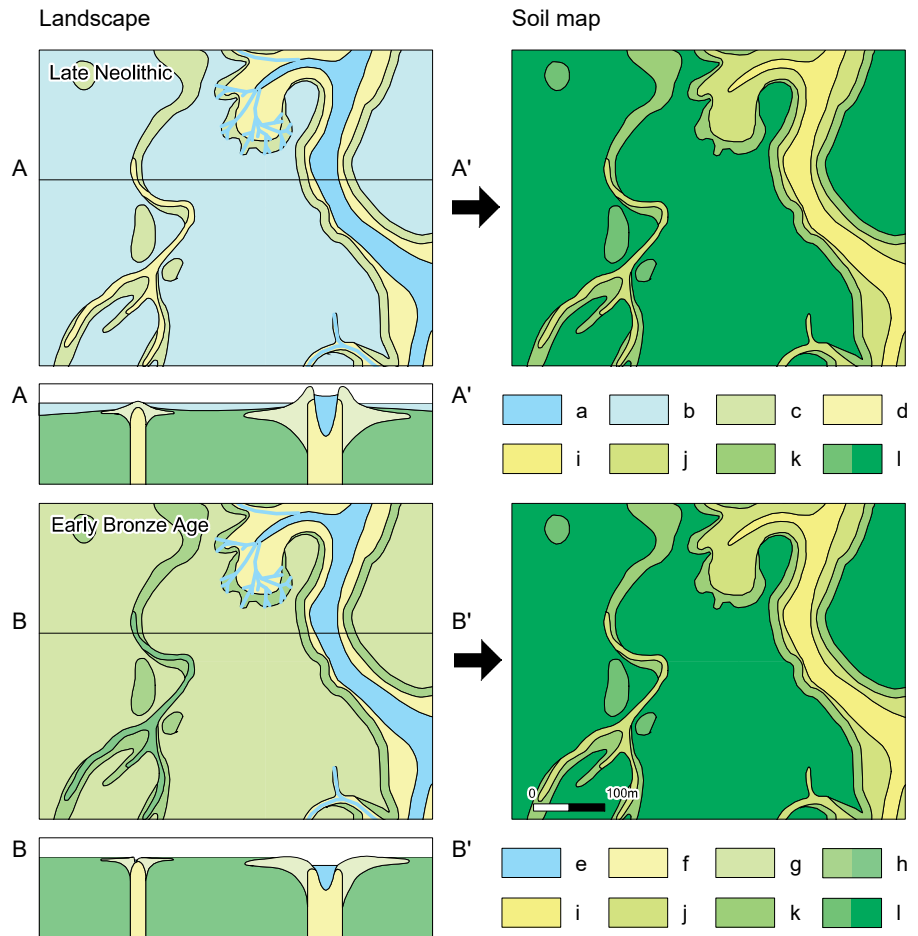 Landscape
Soil map
Late Neolithic
A
A'
A
A'
a
b
c
d
i
j
k
l
Early Bronze Age
B
B'
0
100m
B
B'
e
f
g
h
i
j
k
l